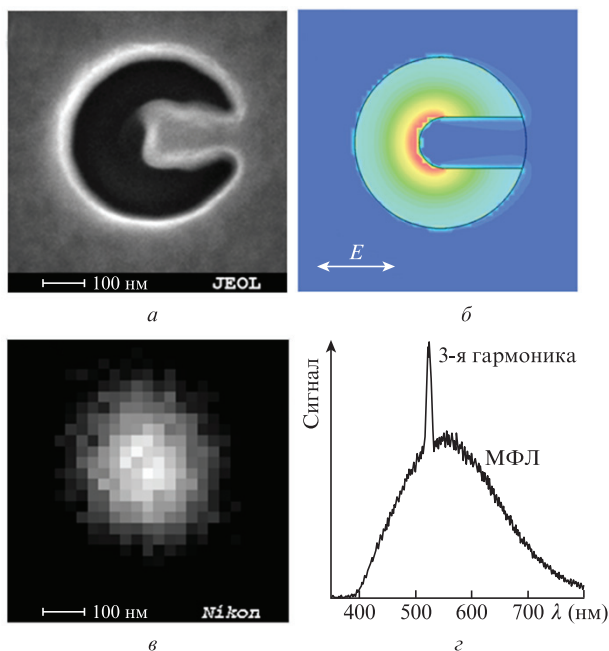 100 нм
JEOL
E
а
б
100 нм
Nikon
Сигнал
3-я гармоника
МФЛ
400 500 600 700 λ (нм)
в
г